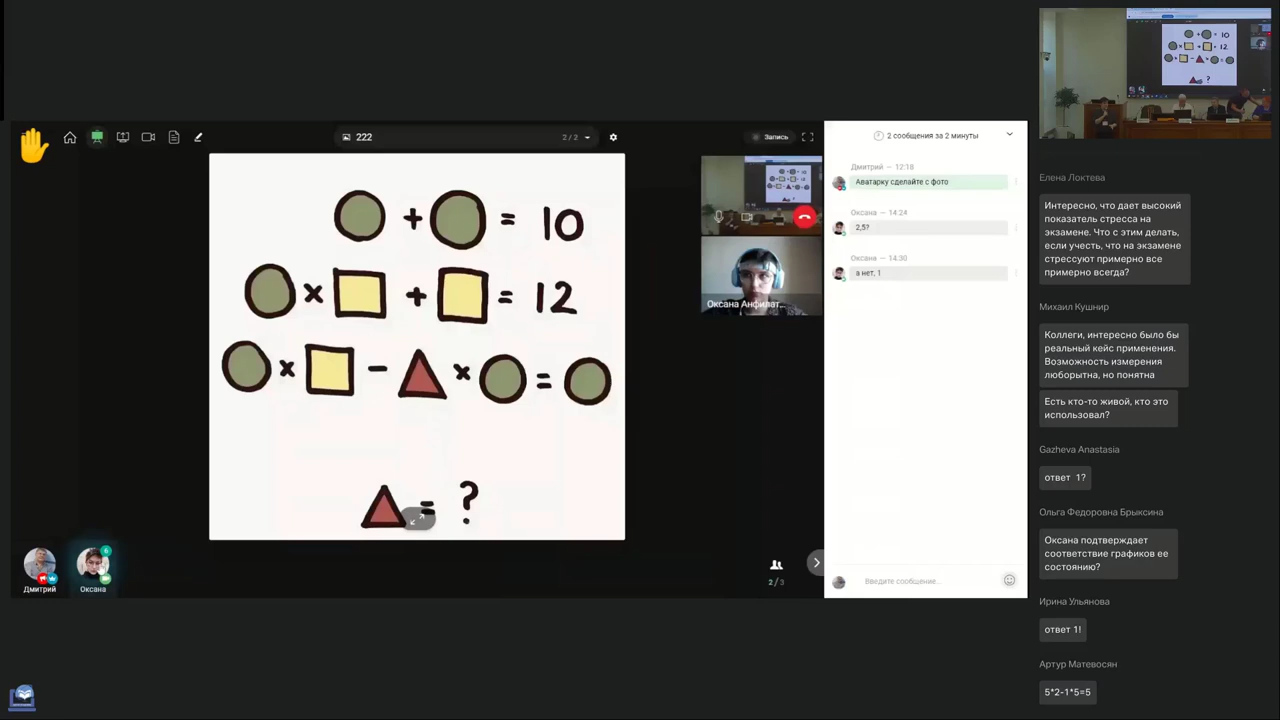 222
2 / 2
Запись
+ = 10
× + = 12
× - × =
= ?
Оксана Анфилат...
Дмитрий
6
Оксана
2 / 3
2 сообщения за 2 минуты
Дмитрий — 12:18
Аватарку сделайте с фото
Оксана — 14:24
2,5?
Оксана — 14:30
а нет. 1
Введите сообщение...
+ = 10
× + = 12
?
Елена Локтева
Интересно, что дает высокий
показатель стресса на
экзамене. Что с этим делать,
если учесть, что на экзамене
стрессуют примерно все
примерно всегда?
Михаил Кушнир
Коллеги, интересно было бы
реальный кейс применения.
Возможность измерения
люборытна, но понятна
Есть кто-то живой, кто это
использовал?
Gazheva Anastasia
ответ 1?
Ольга Федоровна Брыксина
Оксана подтверждает
соответствие графиков ее
состоянию?
Ирина Ульянова
ответ 1!
Артур Матевосян
5*2-1*5=5